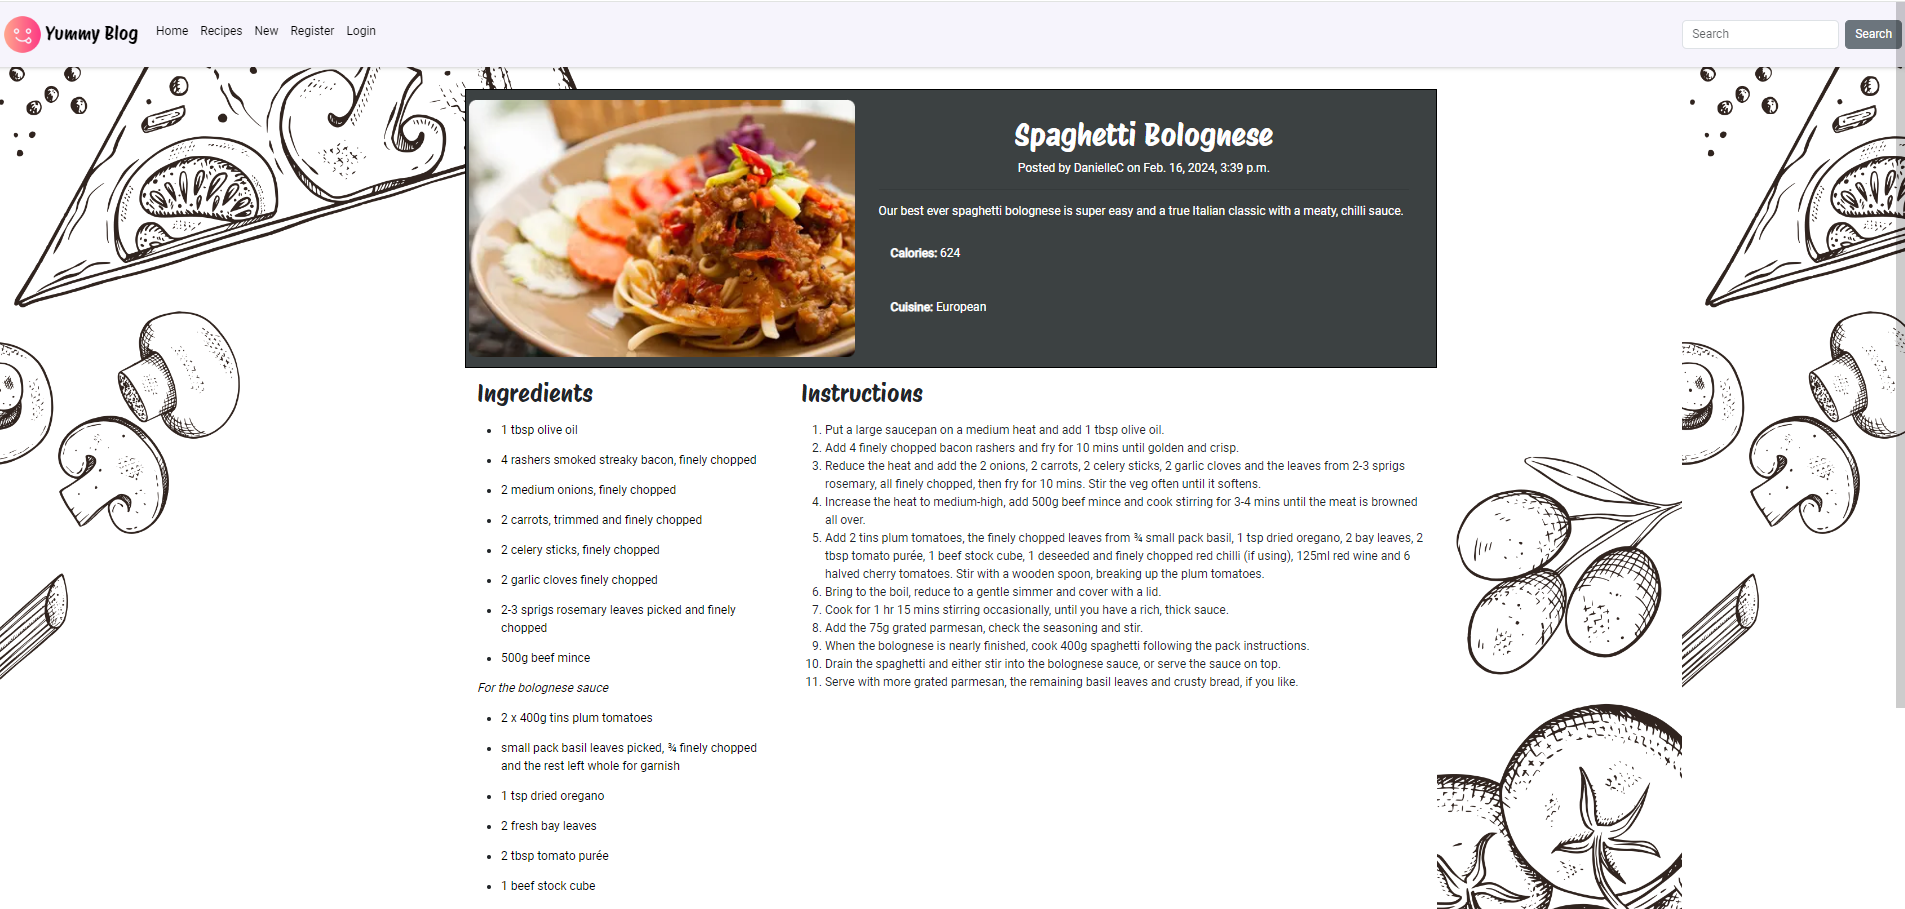 Yummy Blog
Home Recipes New Register Login
Search Search
Spaghetti Bolognese
Posted by DanielleC on Feb. 16, 2024, 3:39 p.m.
Our best ever spaghetti bolognese is super easy and a true Italian classic with a meaty, chilli sauce.
Calories: 624
Cuisine: European
Ingredients
• 1 tbsp olive oil
• 4 rashers smoked streaky bacon, finely chopped
• 2 medium onions, finely chopped
• 2 carrots, trimmed and finely chopped
• 2 celery sticks, finely chopped
• 2 garlic cloves finely chopped
• 2-3 sprigs rosemary leaves picked and finely
chopped
• 500g beef mince
For the bolognese sauce
• 2 x 400g tins plum tomatoes
• small pack basil leaves picked, ¾ finely chopped
and the rest left whole for garnish
• 1 tsp dried oregano
• 2 fresh bay leaves
• 2 tbsp tomato purée
• 1 beef stock cube
Instructions
1. Put a large saucepan on a medium heat and add 1 tbsp olive oil.
2. Add 4 finely chopped bacon rashers and fry for 10 mins until golden and crisp.
3. Reduce the heat and add the 2 onions, 2 carrots, 2 celery sticks, 2 garlic cloves and the leaves from 2-3 sprigs
rosemary, all finely chopped, then fry for 10 mins. Stir the veg often until it softens.
4. Increase the heat to medium-high, add 500g beef mince and cook stirring for 3-4 mins until the meat is browned
all over.
5. Add 2 tins plum tomatoes, the finely chopped leaves from ¾ small pack basil, 1 tsp dried oregano, 2 bay leaves, 2
tbsp tomato purée, 1 beef stock cube, 1 deseeded and finely chopped red chilli (if using), 125ml red wine and 6
halved cherry tomatoes. Stir with a wooden spoon, breaking up the plum tomatoes.
6. Bring to the boil, reduce to a gentle simmer and cover with a lid.
7. Cook for 1 hr 15 mins stirring occasionally, until you have a rich, thick sauce.
8. Add the 75g grated parmesan, check the seasoning and stir.
9. When the bolognese is nearly finished, cook 400g spaghetti following the pack instructions.
10. Drain the spaghetti and either stir into the bolognese sauce, or serve the sauce on top.
11. Serve with more grated parmesan, the remaining basil leaves and crusty bread, if you like.